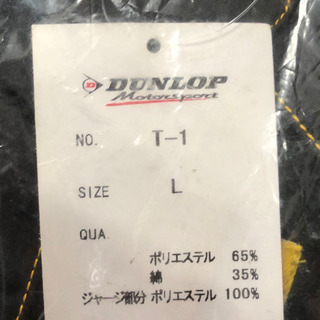 DUNLOP
Motorsport
NO. T-1
SIZE L
QUA.
ポリエステル 65%
綿 35%
ジャージ部分 ポリエステル 100%